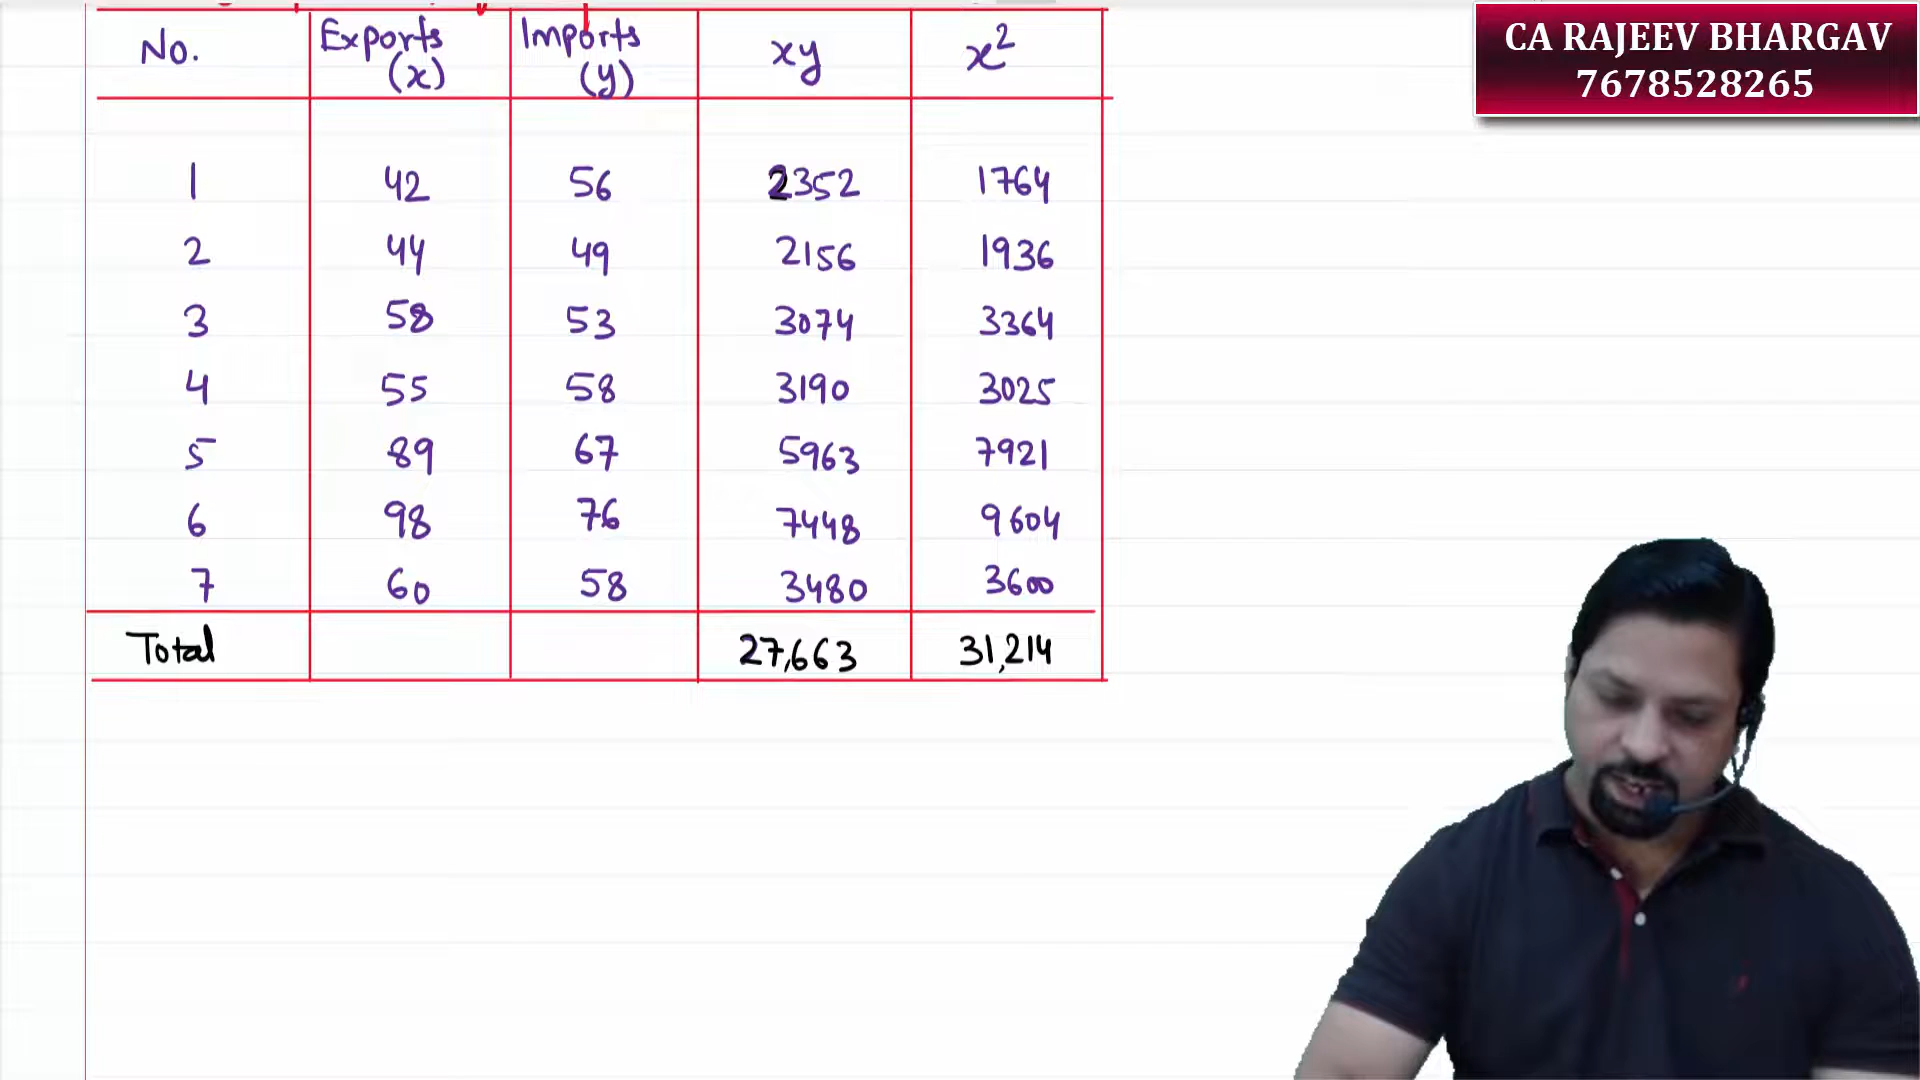 CA RAJEEV BHARGAV
7678528265
No. Exports (x) Imports (y) xy x²
1 42 56 2352 1764
2 44 49 2156 1936
3 58 53 3074 3364
4 55 58 3190 3025
5 89 67 5963 7921
6 98 76 7448 9604
7 60 58 3480 3600
Total 27,663 31,214